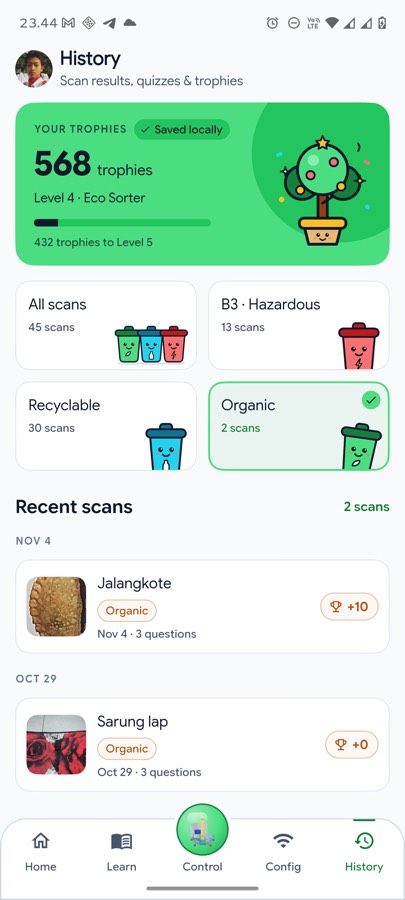 23.44
Vo))
LTE
History
Scan results, quizzes & trophies
YOUR TROPHIES
Saved locally
568 trophies
Level 4 · Eco Sorter
432 trophies to Level 5
All scans
45 scans
B3 · Hazardous
13 scans
Recyclable
30 scans
Organic
2 scans
Recent scans
2 scans
NOV 4
Jalangkote
Organic
+10
Nov 4 · 3 questions
OCT 29
Sarung lap
Organic
+0
Oct 29 · 3 questions
Home
Learn
Control
Config
History